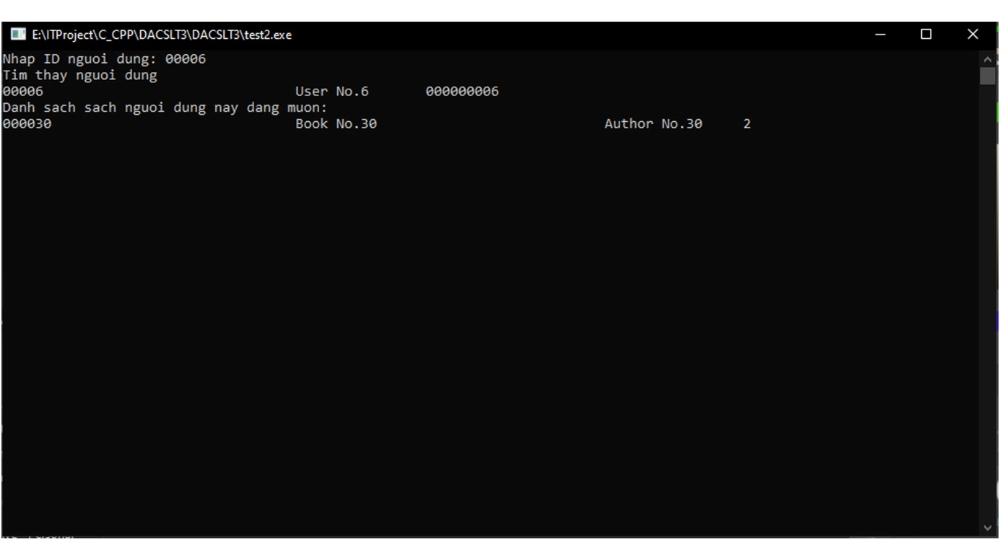 E:\ITProject\C_CPP\DACSLT3\DACSLT3\test2.exe
Nhap ID nguoi dung: 00006
Tim thay nguoi dung
00006 User No.6 000000006
Danh sach sach nguoi dung nay dang muon:
000030 Book No.30 Author No.30 2